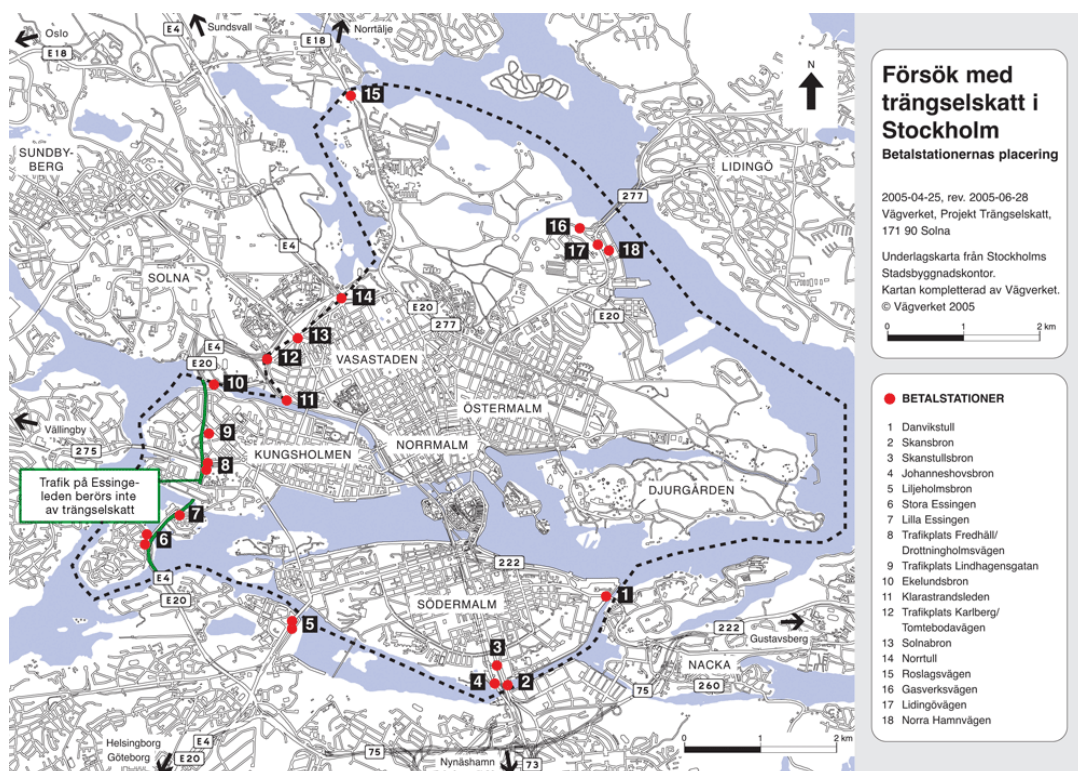 Oslo
E18
E4
Sundsvall
E18
Norrtälje
N
15
SUNDBY-
BERG
LIDINGÖ
277
16
17
18
E4
SOLNA
14
E20
277
E20
13
E4
12
VASASTADEN
E20
10
11
ÖSTERMALM
Vällingby
9
NORRMALM
275
KUNGSHOLMEN
8
Trafik på Essinge-
leden berörs inte
av trängselskatt
DJURGÅRDEN
7
6
222
E4
E20
1
SÖDERMALM
5
222
Gustavsberg
3
NACKA
4
2
75
260
E4
Helsingborg
Göteborg
E20
75
Nynäshamn
73
0 1 2 km
Försök med
trängselskatt i
Stockholm
Betalstationernas placering
2005-04-25, rev. 2005-06-28
Vägverket, Projekt Trängselskatt,
171 90 Solna
Underlagskarta från Stockholms
Stadsbyggnadskontor.
Kartan kompletterad av Vägverket.
© Vägverket 2005
0 1 2 km
BETALSTATIONER
1 Danvikstull
2 Skansbron
3 Skanstullsbron
4 Johanneshovsbron
5 Liljeholmsbron
6 Stora Essingen
7 Lilla Essingen
8 Trafikplats Fredhäll/
Drottningholmsvägen
9 Trafikplats Lindhagensgatan
10 Ekelundsbron
11 Klarastrandsleden
12 Trafikplats Karlberg/
Tomtebodavägen
13 Solnabron
14 Norrtull
15 Roslagsvägen
16 Gasverksvägen
17 Lidingövägen
18 Norra Hamnvägen